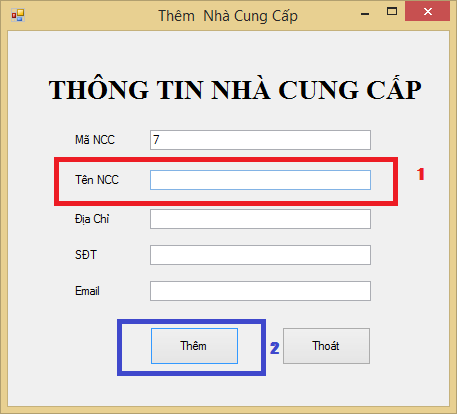 Thêm Nhà Cung Cấp
THÔNG TIN NHÀ CUNG CẤP
Mã NCC 7
Tên NCC 1
Địa Chỉ
SĐT
Email
Thêm 2 Thoát